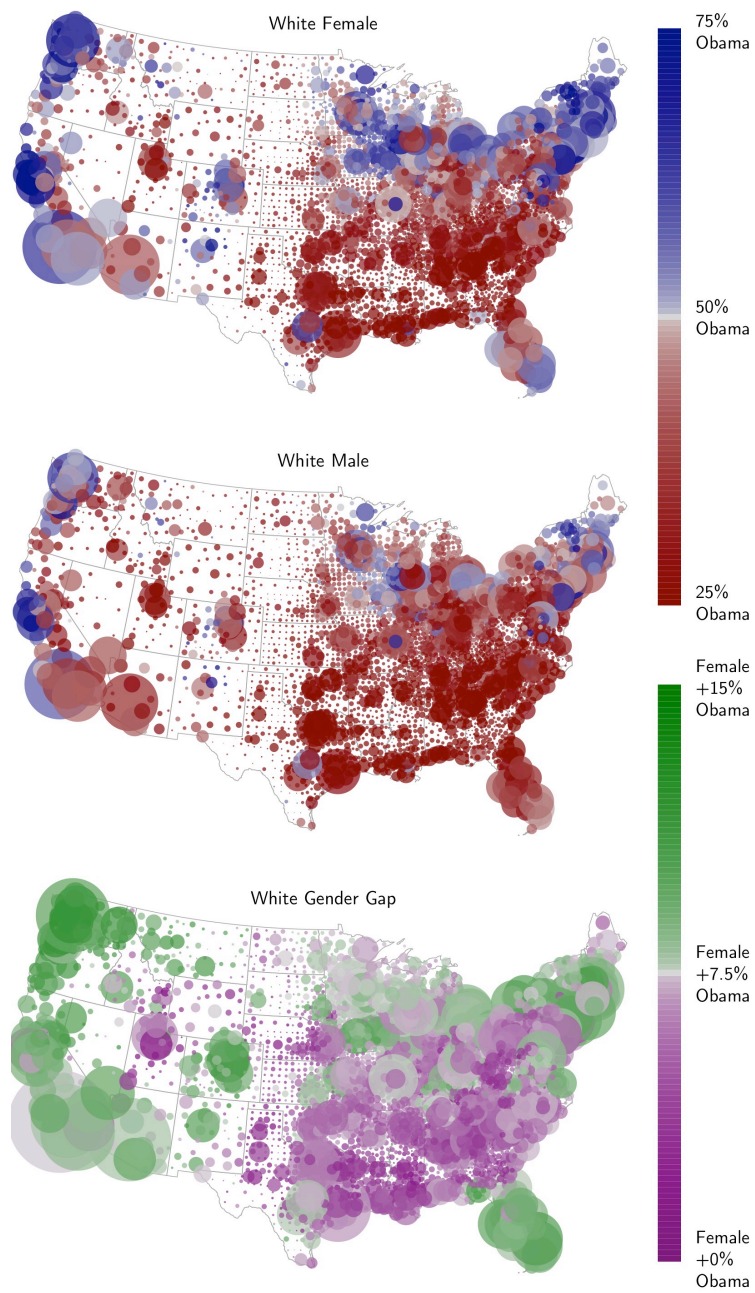 White Female
75%
Obama
50%
Obama
White Male
25%
Obama
Female
+15%
Obama
White Gender Gap
Female
+7.5%
Obama
Female
+0%
Obama